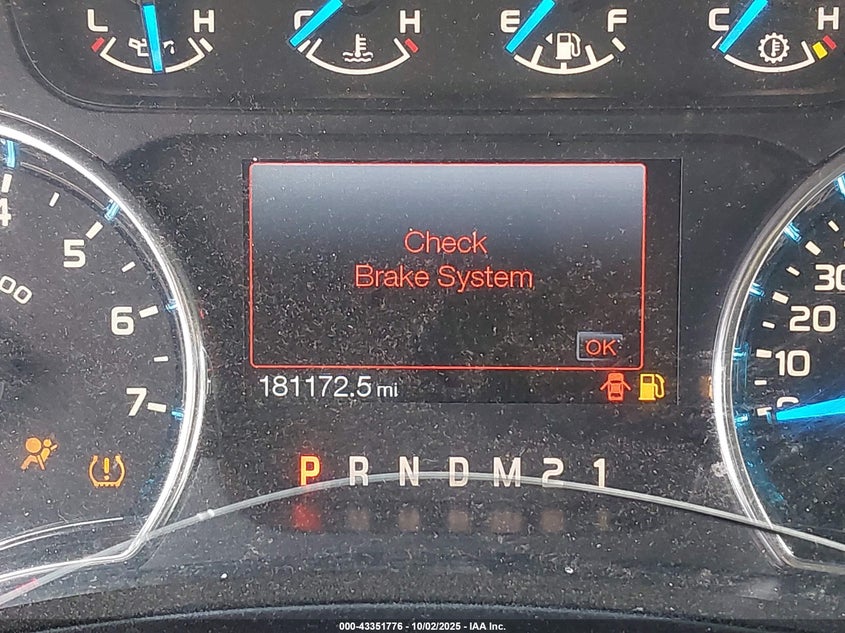 L H
C H
E F
C H
4
5
6
7
00
Check
Brake System
OK
181172.5 mi
30
20
10
0
P R N D M 2 1
000-43351776 - 10/02/2025 - IAA Inc.